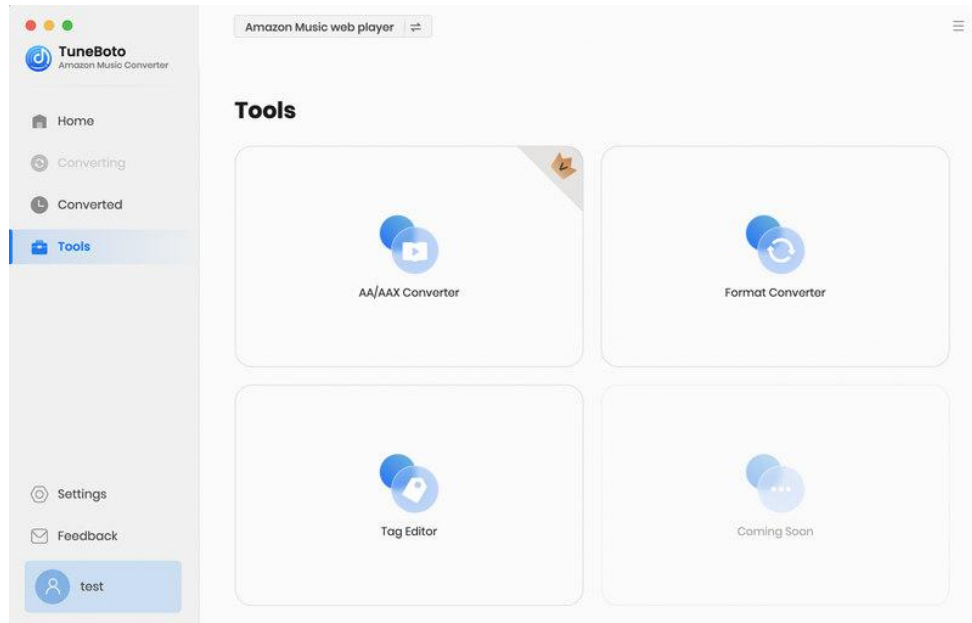 TuneBoto
Amazon Music Converter
Home
Converting
Converted
Tools
Settings
Feedback
test
Amazon Music web player
Tools
AA/AAX Converter
Format Converter
Tag Editor
Coming Soon